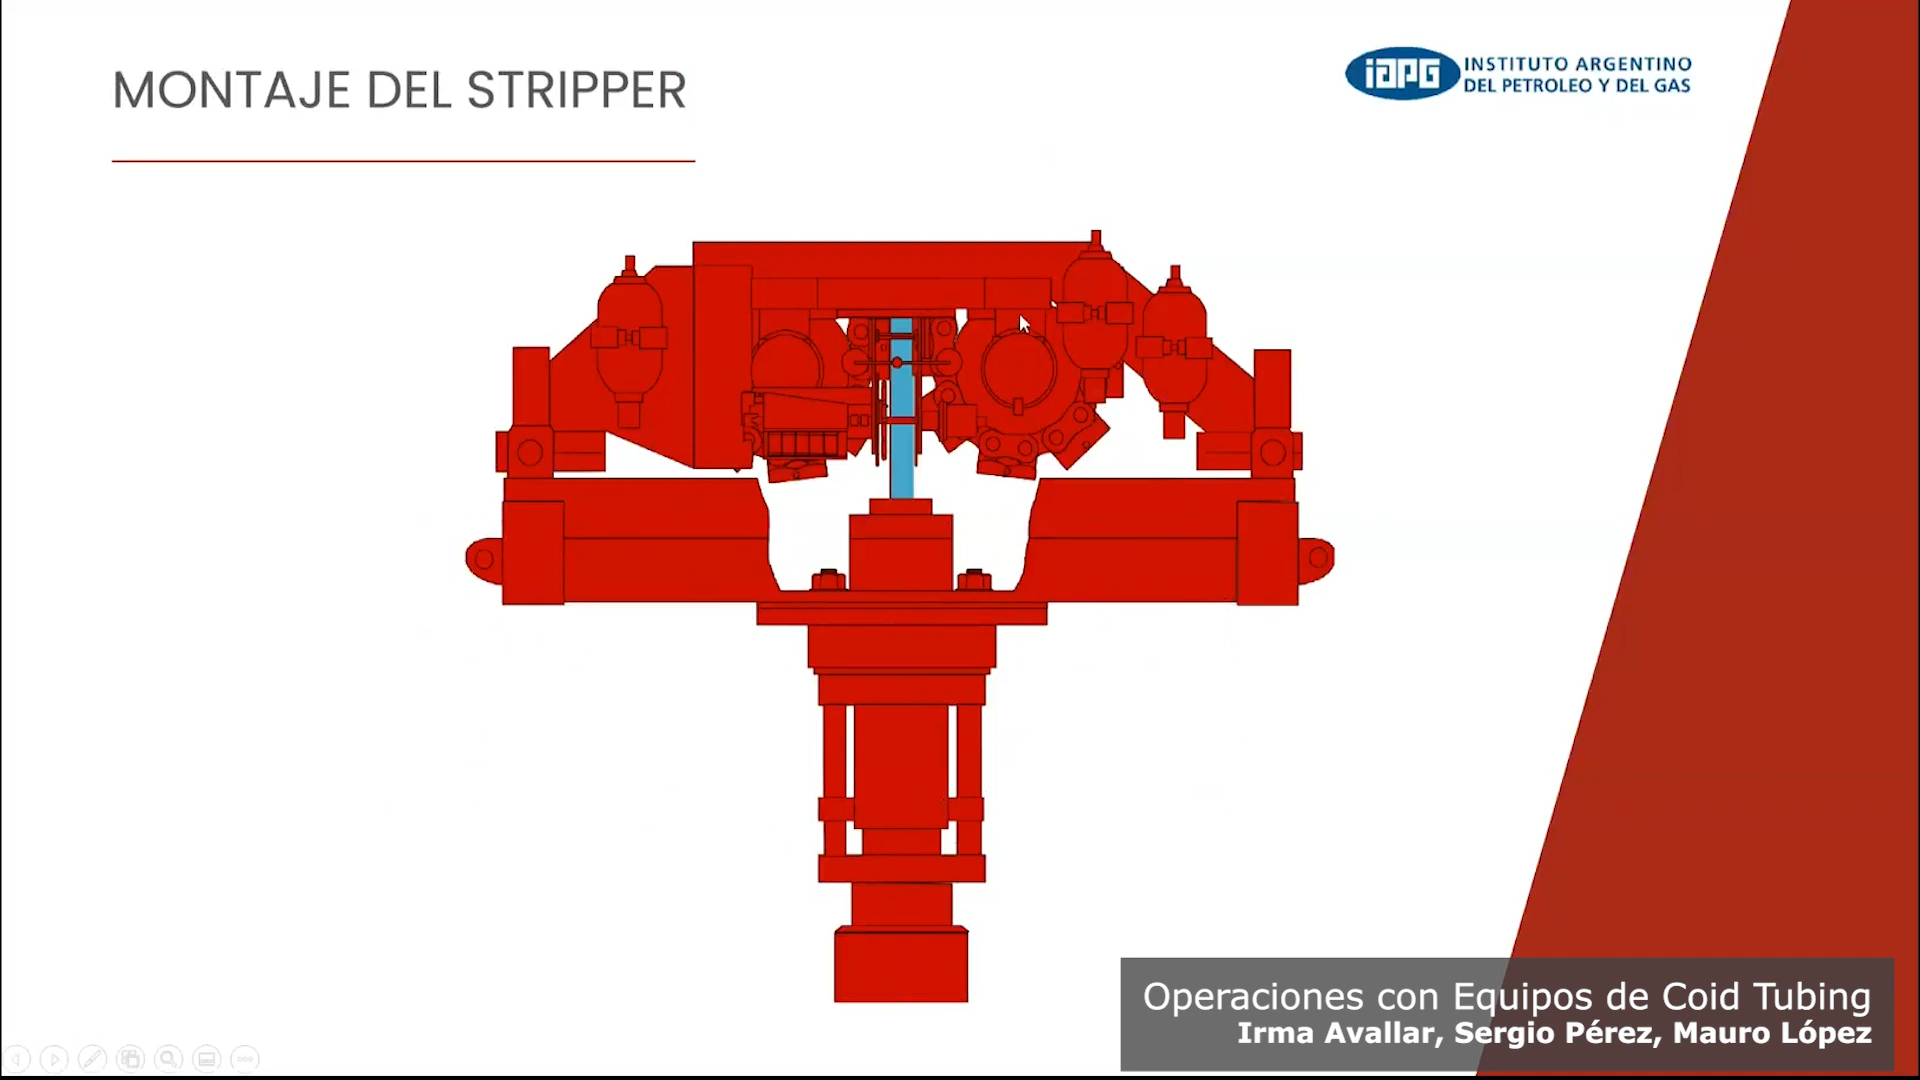 MONTAJE DEL STRIPPER
iapg INSTITUTO ARGENTINO
DEL PETROLEO Y DEL GAS
Operaciones con Equipos de Coid Tubing
Irma Avallar, Sergio Pérez, Mauro López